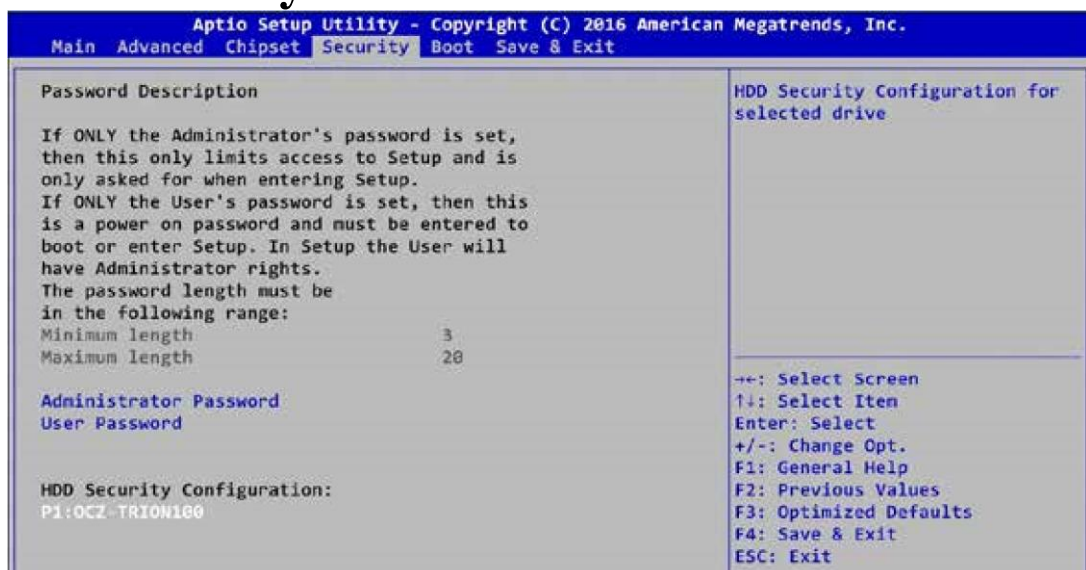 Aptio Setup Utility - Copyright (C) 2016 American Megatrends, Inc.
Main Advanced Chipset Security Boot Save & Exit
Password Description
If ONLY the Administrator's password is set,
then this only limits access to Setup and is
only asked for when entering Setup.
If ONLY the User's password is set, then this
is a power on password and must be entered to
boot or enter Setup. In Setup the User will
have Administrator rights.
The password length must be
in the following range:
Minimum length 3
Maximum length 20
Administrator Password
User Password
HDD Security Configuration:
P1:OCZ-TRION100
HDD Security Configuration for
selected drive
→←: Select Screen
↑↓: Select Item
Enter: Select
+/-: Change Opt.
F1: General Help
F2: Previous Values
F3: Optimized Defaults
F4: Save & Exit
ESC: Exit